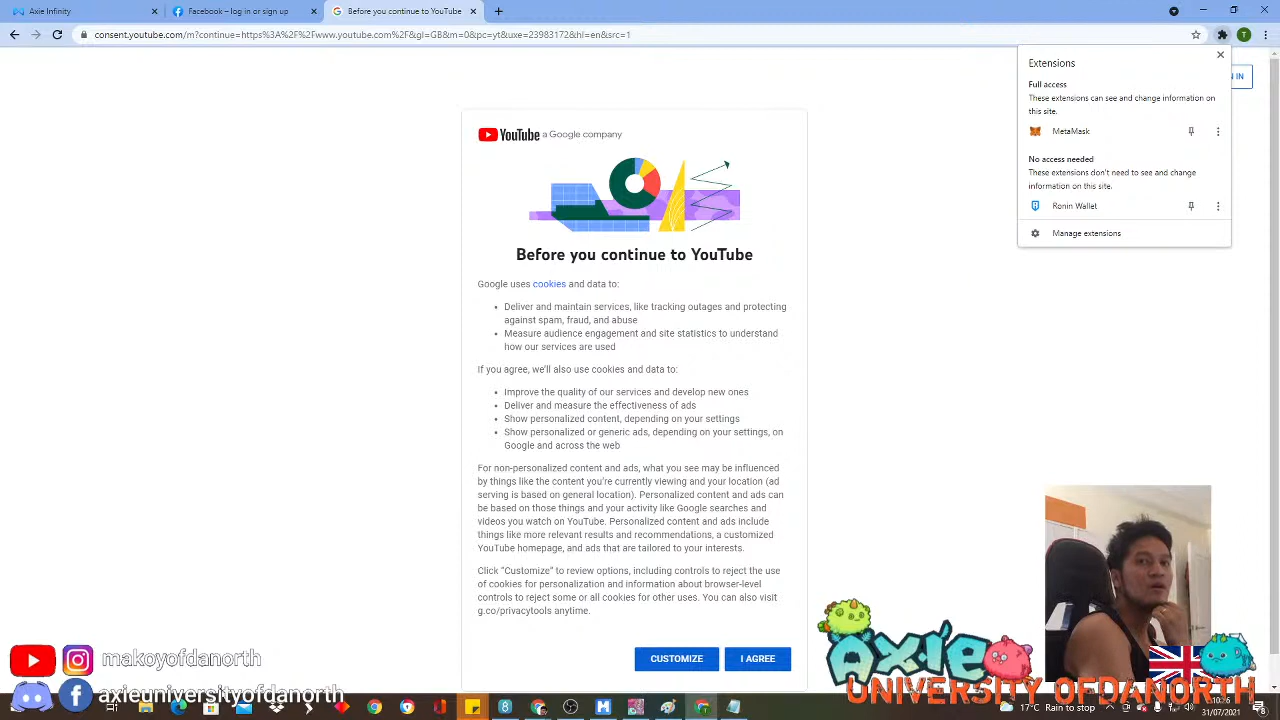 Axie Infinity
Facebook – log in or sign up
Before you continue to YouTube
consent.youtube.com/m?continue=https%3A%2F%2Fwww.youtube.com%2F&gl=GB&m=0&pc=yt&uxe=23983172&hl=en&src=1
T
Extensions
IN
Full access
These extensions can see and change information on
this site.
MetaMask
No access needed
These extensions don't need to see and change
information on this site.
Ronin Wallet
Manage extensions
YouTube a Google company
Before you continue to YouTube
Google uses cookies and data to:
• Deliver and maintain services, like tracking outages and protecting
against spam, fraud, and abuse
• Measure audience engagement and site statistics to understand
how our services are used
If you agree, we'll also use cookies and data to:
• Improve the quality of our services and develop new ones
• Deliver and measure the effectiveness of ads
• Show personalized content, depending on your settings
• Show personalized or generic ads, depending on your settings, on
Google and across the web
For non-personalized content and ads, what you see may be influenced
by things like the content you're currently viewing and your location (ad
serving is based on general location). Personalized content and ads can
be based on those things and your activity like Google searches and
videos you watch on YouTube. Personalized content and ads include
things like more relevant results and recommendations, a customized
YouTube homepage, and ads that are tailored to your interests.
Click "Customize" to review options, including controls to reject the use
of cookies for personalization and information about browser-level
controls to reject some or all cookies for other uses. You can also visit
g.co/privacytools anytime.
CUSTOMIZE
I AGREE
makoyofdanorth
axieuniversityofdanorth
Axie
UNIVERSITY OFDANORTH
17°C Rain to stop
10:26
31/07/2021